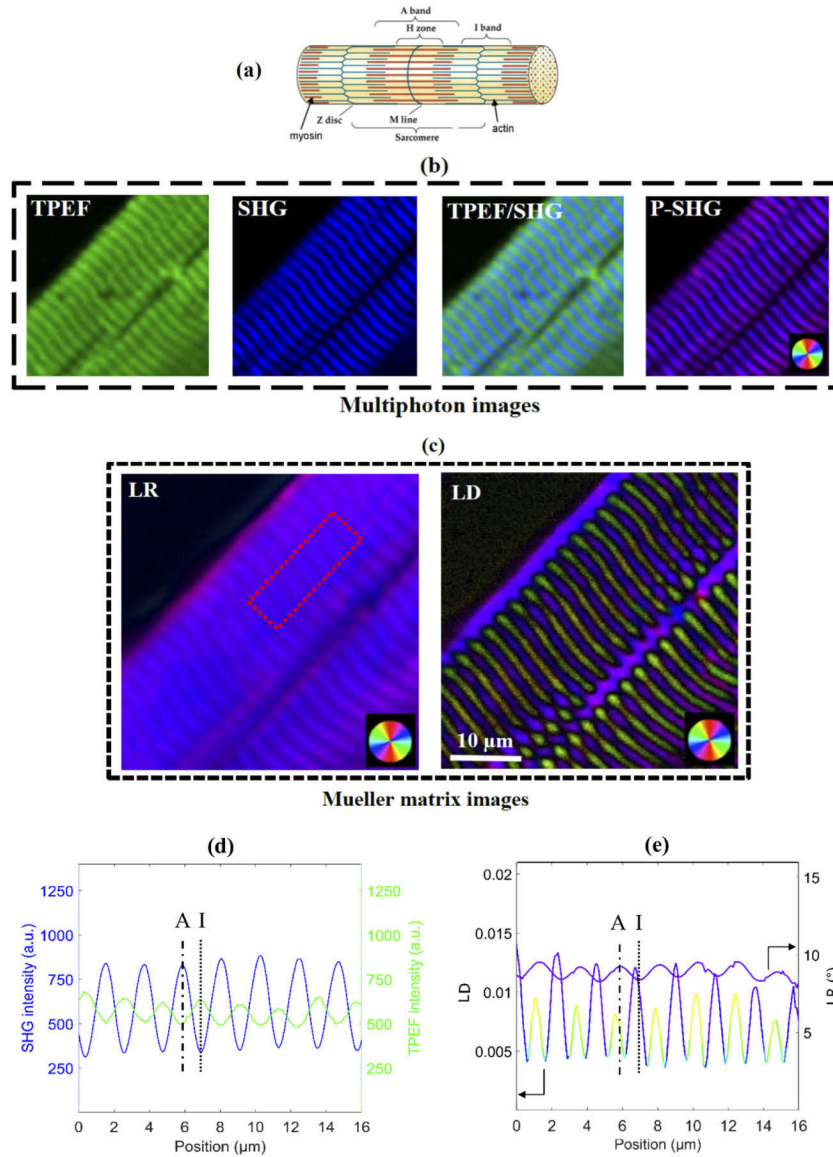 A band
H zone
I band
(a)
myosin
Z disc
M line
actin
Sarcomere
(b)
TPEF
SHG
TPEF/SHG
P-SHG
Multiphoton images
(c)
LR
LD
10 µm
Mueller matrix images
(d)
1250
1000
750
500
250
SHG intensity (a.u.)
A
I
1250
1000
750
500
250
TPEF intensity (a.u.)
0 2 4 6 8 10 12 14 16
Position (µm)
(e)
0.02
0.015
0.01
0.005
LD
A
I
15
10
5
LR (°)
0 2 4 6 8 10 12 14 16
Position (µm)